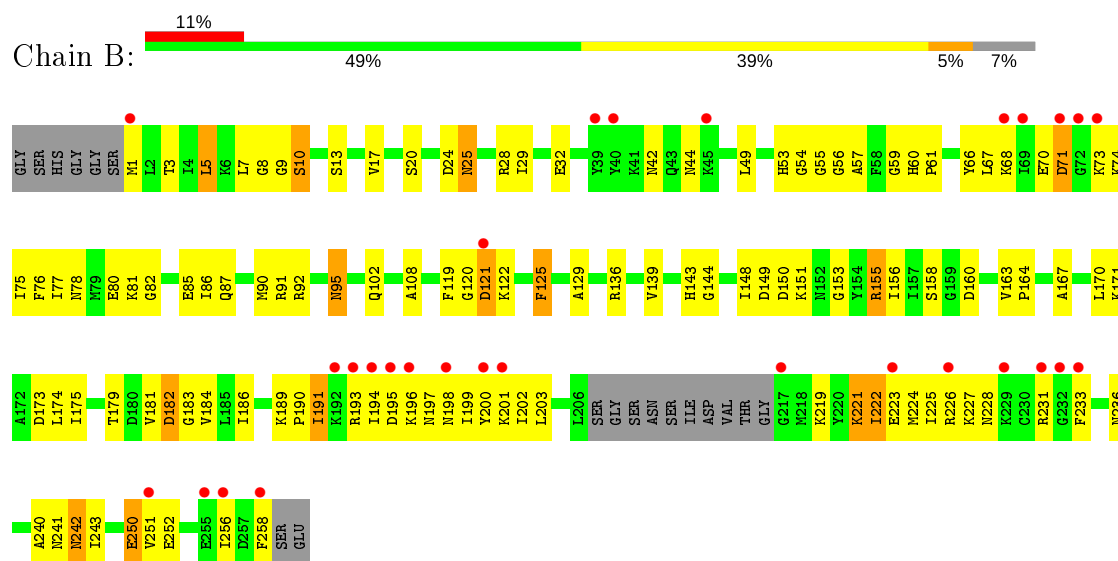 11%
Chain B:
49% 39% 5% 7%
GLY SER HIS GLY GLY SER M1 L2 T3 I4 L5 K6 L7 G8 G9 S10 S13 V17 S20 D24 N25 R28 I29 E32 Y39 Y40 K41 N42 Q43 N44 K45 L49 H53 G54 G55 G56 A57 F58 G59 H60 P61 Y66 L67 K68 I69 E70 D71 G72 K73 K74
I75 F76 I77 N78 M79 E80 K81 G82 E85 I86 Q87 M90 R91 R92 N95 Q102 A108 F119 G120 D121 K122 F125 A129 R136 V139 H143 G144 I148 D149 D150 K151 N152 G153 Y154 R155 I156 I157 S158 G159 D160 V163 P164 A167 L170 K171
A172 D173 L174 I175 T179 D180 V181 D182 G183 V184 L185 I186 K189 P190 I191 K192 R193 I194 D195 K196 N197 N198 I199 Y200 K201 I202 L203 L206 SER GLY SER ASN SER ILE ASP VAL THR GLY G217 M218 K219 Y220 K221 I222 E223 M224 I225 R226 K227 N228 K229 C230 R231 G232 F233 N236
A240 N241 N242 I243 E250 V251 E252 E255 I256 D257 F258 SER GLU